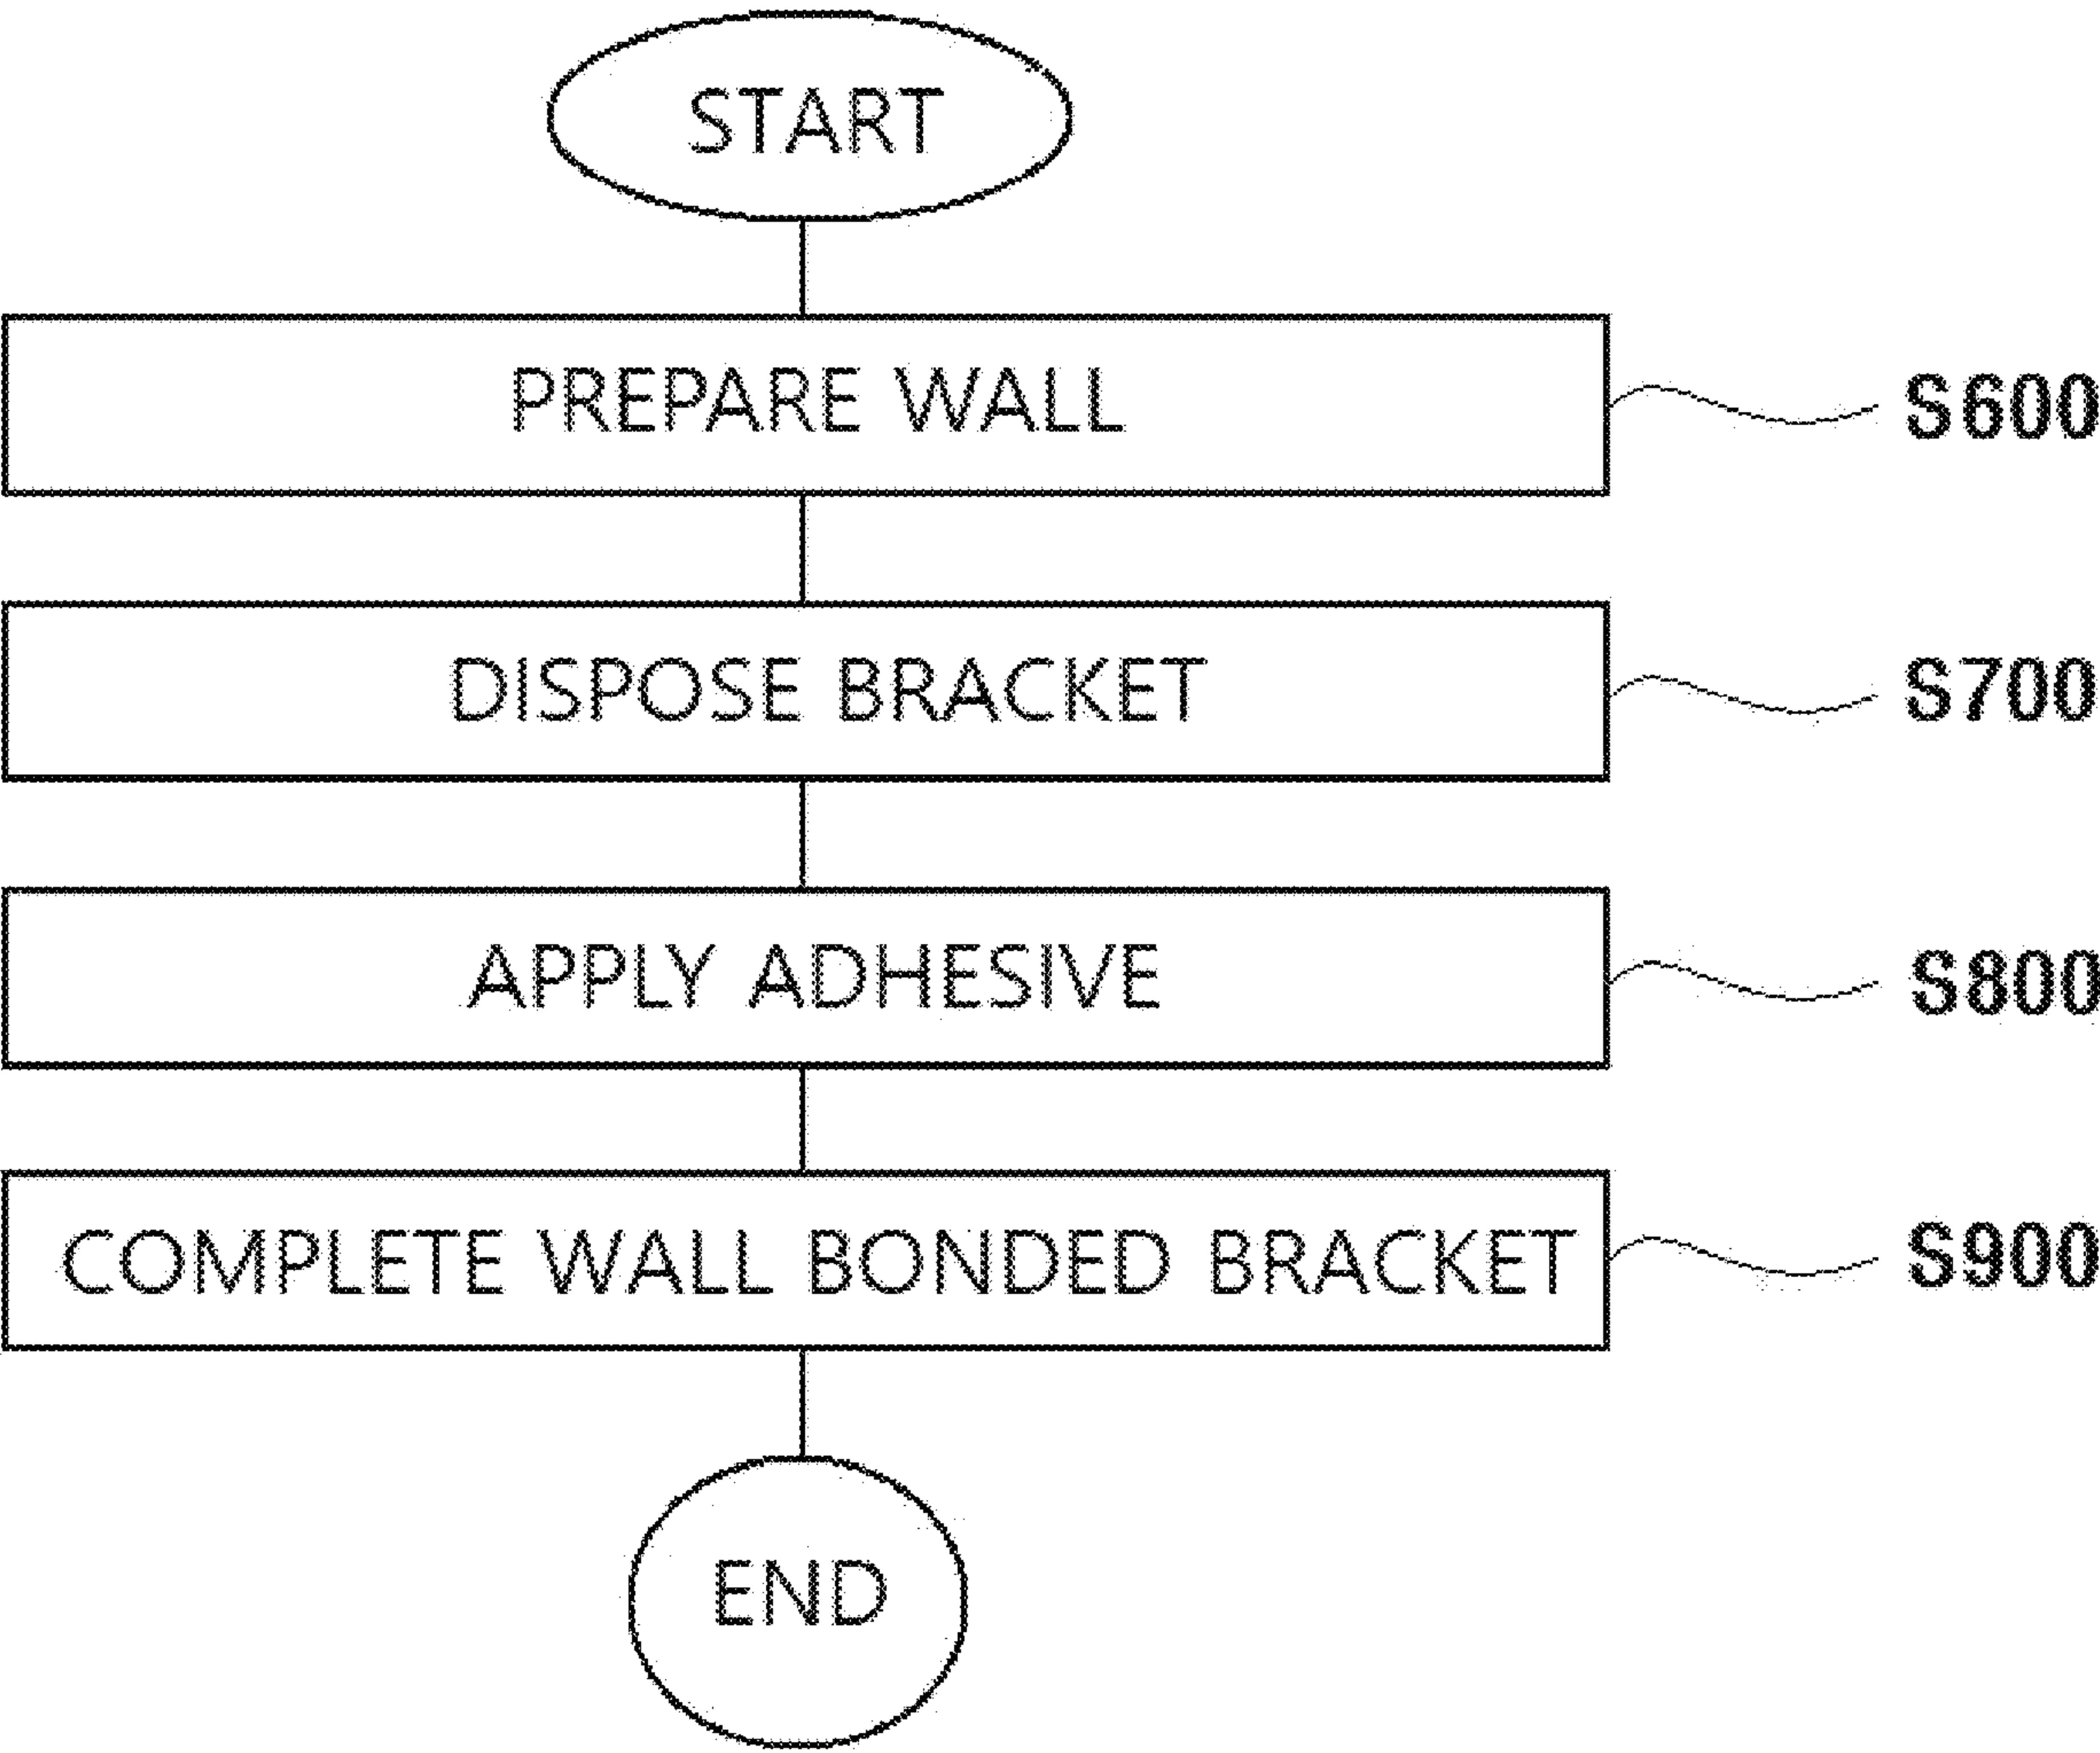 START
PREPARE WALL
S600
DISPOSE BRACKET
S700
APPLY ADHESIVE
S800
COMPLETE WALL BONDED BRACKET
S900
END